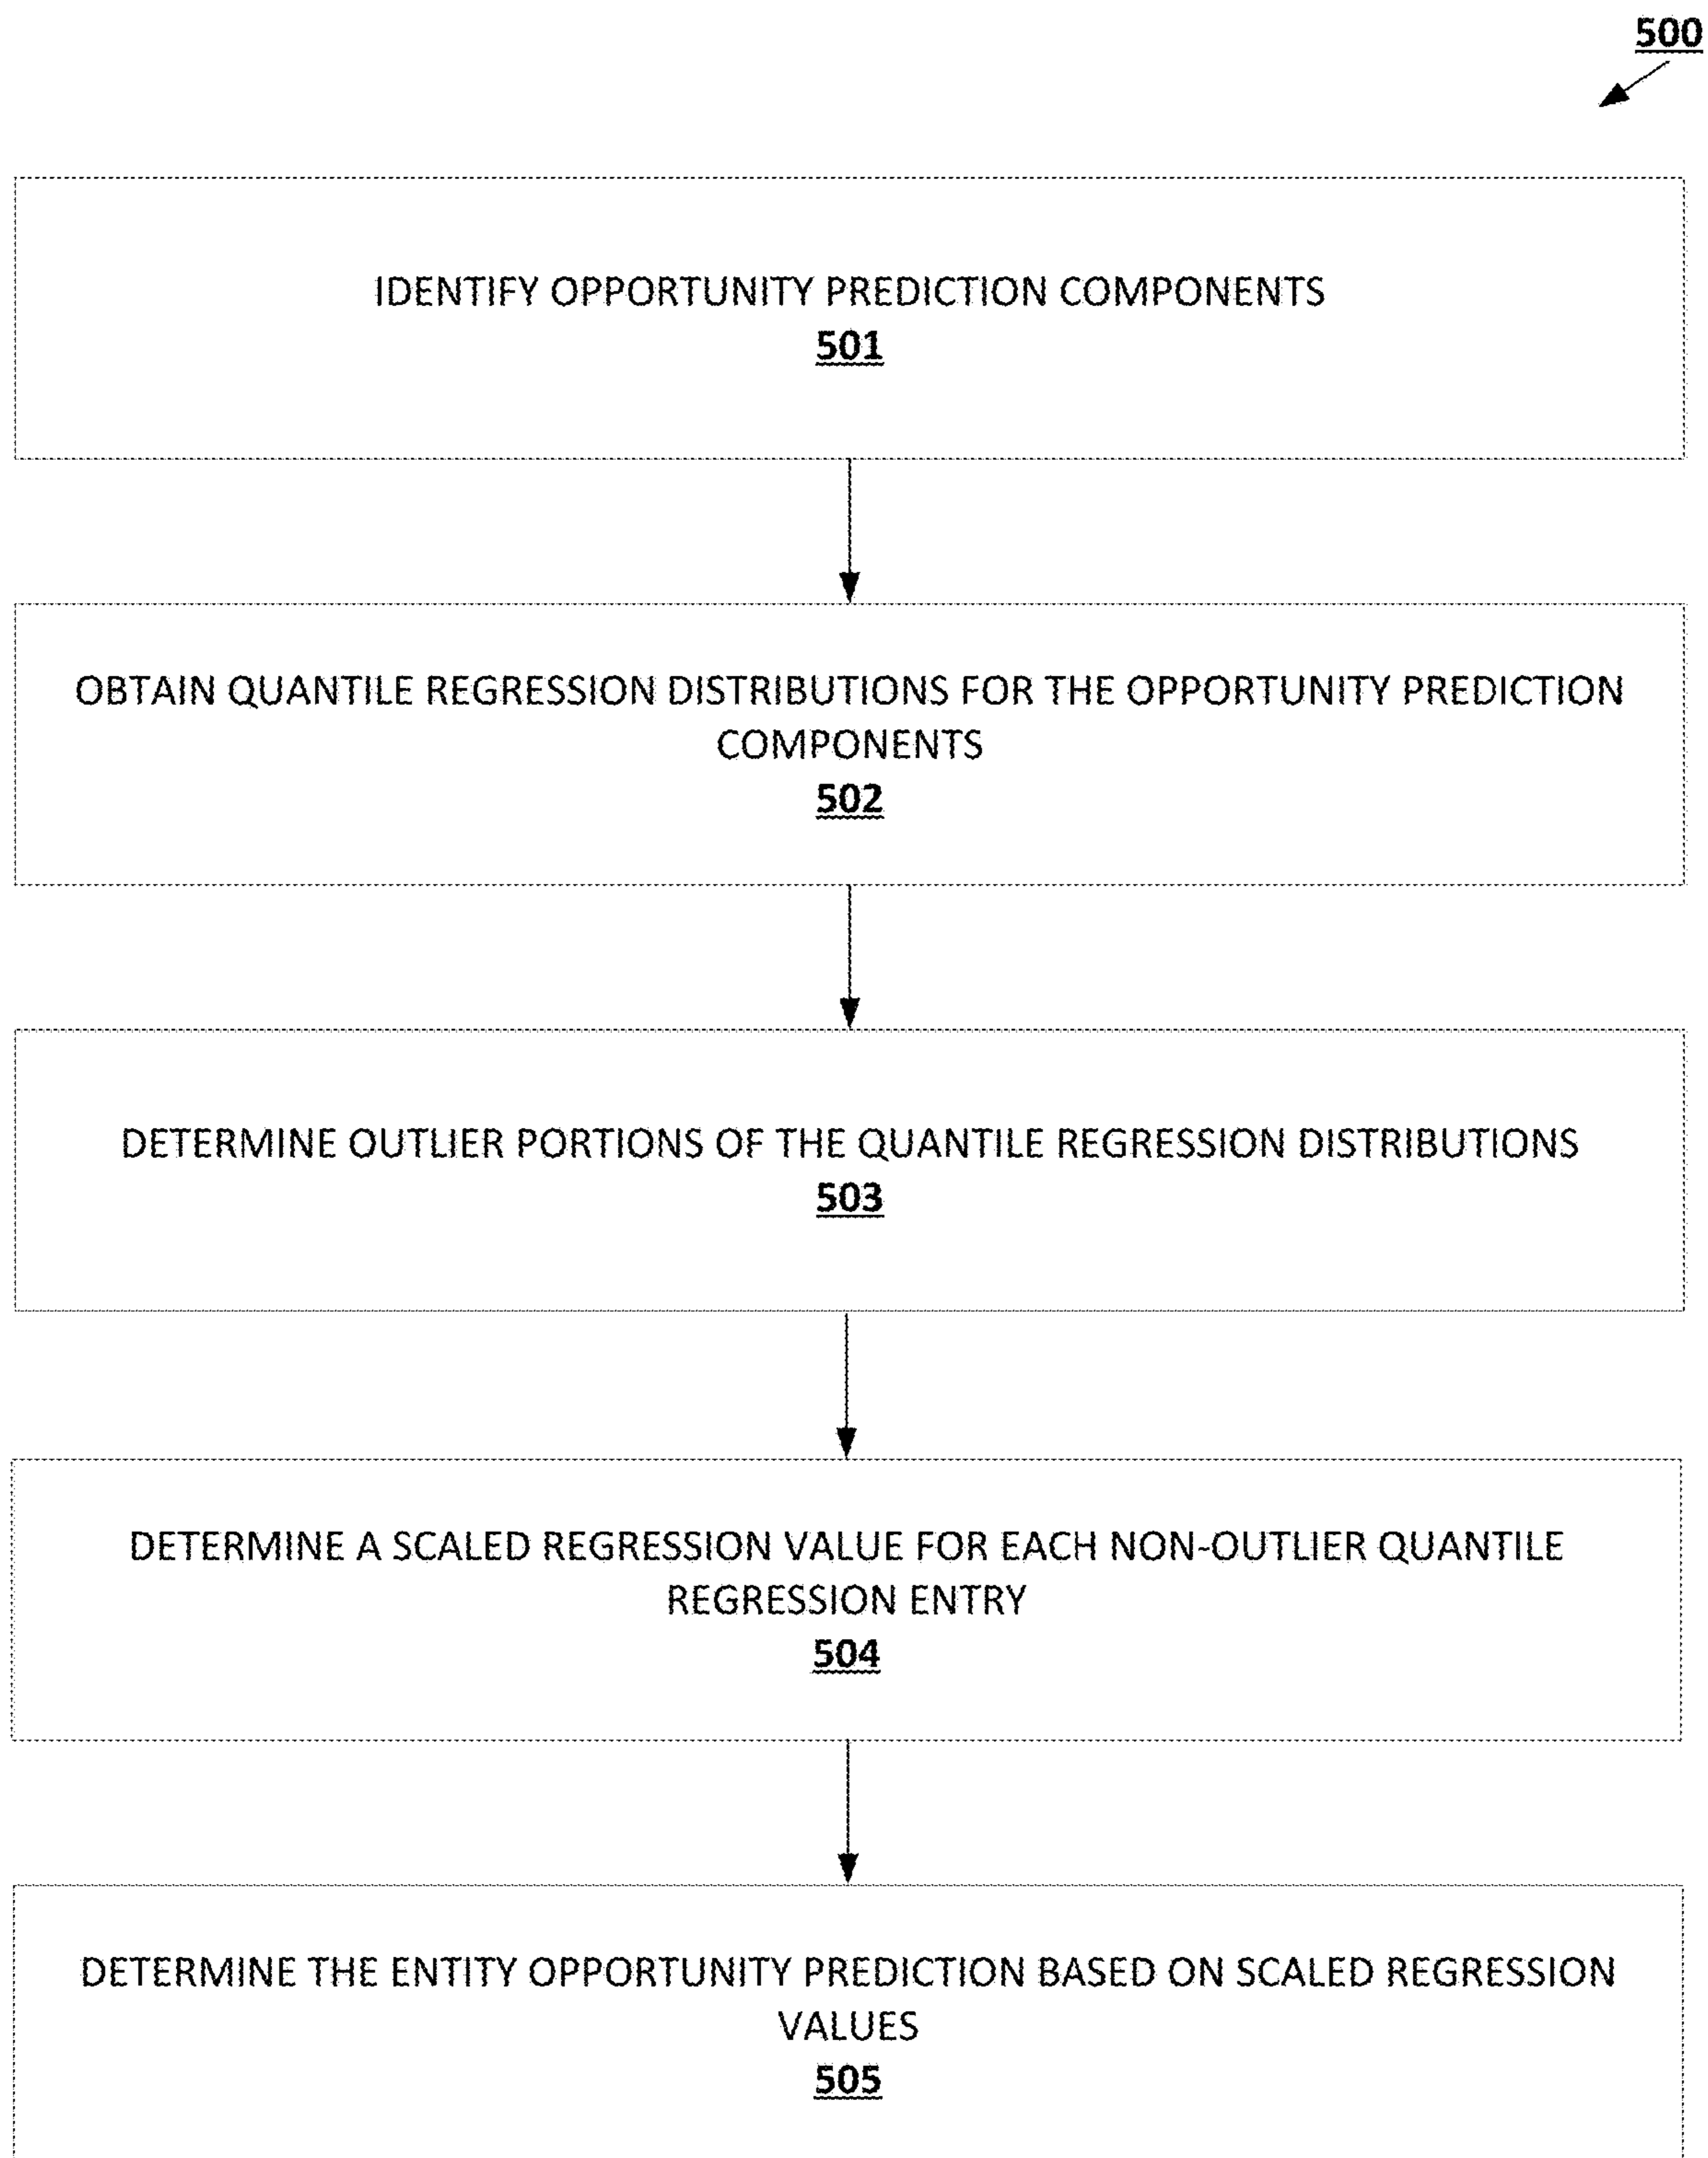 500
IDENTIFY OPPORTUNITY PREDICTION COMPONENTS
501
OBTAIN QUANTILE REGRESSION DISTRIBUTIONS FOR THE OPPORTUNITY PREDICTION
COMPONENTS
502
DETERMINE OUTLIER PORTIONS OF THE QUANTILE REGRESSION DISTRIBUTIONS
503
DETERMINE A SCALED REGRESSION VALUE FOR EACH NON-OUTLIER QUANTILE
REGRESSION ENTRY
504
DETERMINE THE ENTITY OPPORTUNITY PREDICTION BASED ON SCALED REGRESSION
VALUES
505